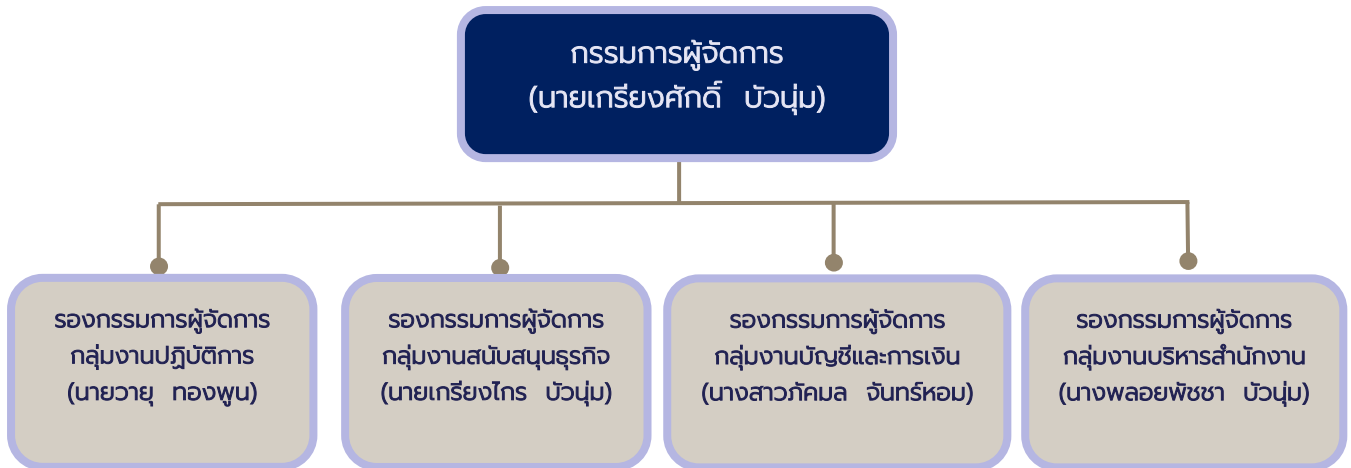 กรรมการผู้จัดการ
(นายเกรียงศักดิ์ บัวนุ่ม)
รองกรรมการผู้จัดการ
กลุ่มงานปฏิบัติการ
(นายวายุ ทองพูน)
รองกรรมการผู้จัดการ
กลุ่มงานสนับสนุนธุรกิจ
(นายเกรียงไกร บัวนุ่ม)
รองกรรมการผู้จัดการ
กลุ่มงานบัญชีและการเงิน
(นางสาวภัคมล จันทร์หอม)
รองกรรมการผู้จัดการ
กลุ่มงานบริหารสำนักงาน
(นางพลอยพัชชา บัวนุ่ม)